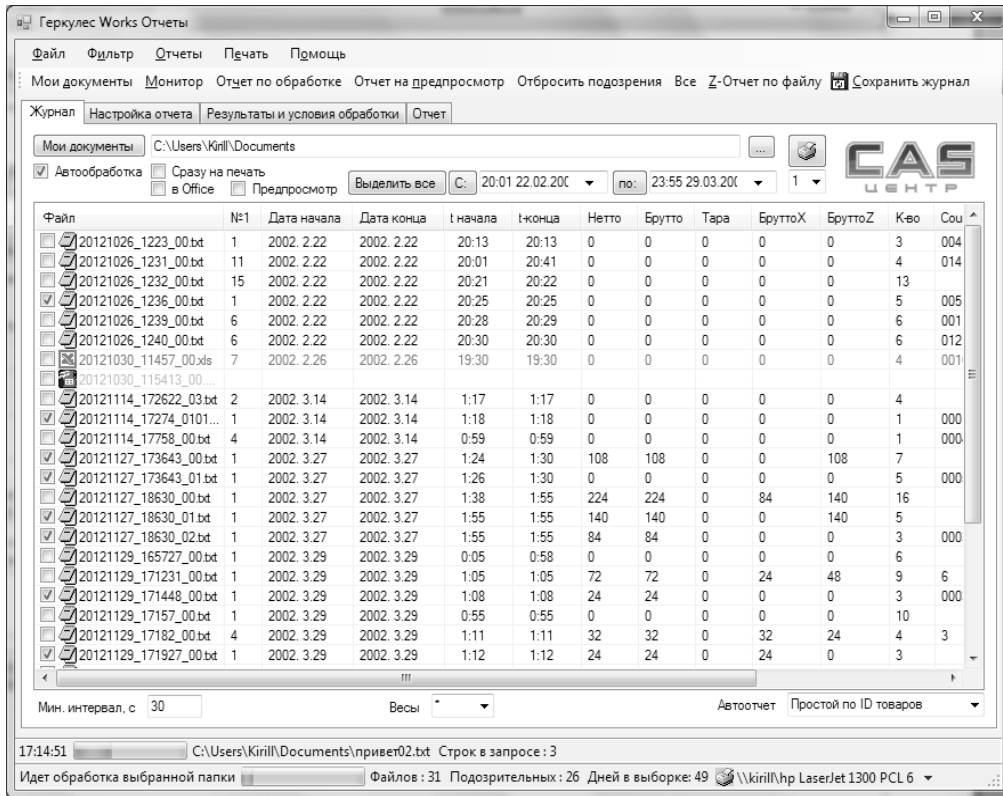 Геркулес Works Отчеты
Файл Фильтр Отчеты Печать Помощь
Мои документы Монитор Отчет по обработке Отчет на предпросмотр Отбросить подозрения Все Z-Отчет по файлу Сохранить журнал
Журнал Настройка отчета Результаты и условия обработки Отчет
Мои документы C:\Users\Kirill\Documents ...
Автообработка Сразу на печать
в Office Предпросмотр Выделить все С: 20:01 22.02.200 по: 23:55 29.03.200 1
CAS
ЦЕНТР
Файл №1 Дата начала Дата конца t начала t-конца Нетто Брутто Тара БруттоX БруттоZ К-во Cou
20121026_1223_00.txt 1 2002. 2.22 2002. 2.22 20:13 20:13 0 0 0 0 0 3 004
20121026_1231_00.txt 11 2002. 2.22 2002. 2.22 20:01 20:41 0 0 0 0 0 4 014
20121026_1232_00.txt 15 2002. 2.22 2002. 2.22 20:21 20:22 0 0 0 0 0 13
20121026_1236_00.txt 1 2002. 2.22 2002. 2.22 20:25 20:25 0 0 0 0 0 5 005
20121026_1239_00.txt 6 2002. 2.22 2002. 2.22 20:28 20:29 0 0 0 0 0 6 001
20121026_1240_00.txt 6 2002. 2.22 2002. 2.22 20:30 20:30 0 0 0 0 0 6 012
20121030_11457_00.xls 7 2002. 2.26 2002. 2.26 19:30 19:30 0 0 0 0 0 4 001
20121030_115413_00....
20121114_172622_03.txt 2 2002. 3.14 2002. 3.14 1:17 1:17 0 0 0 0 0 4
20121114_17274_0101... 1 2002. 3.14 2002. 3.14 1:18 1:18 0 0 0 0 0 1 000
20121114_17758_00.txt 4 2002. 3.14 2002. 3.14 0:59 0:59 0 0 0 0 0 1 000
20121127_173643_00.txt 1 2002. 3.27 2002. 3.27 1:24 1:30 108 108 0 0 108 7
20121127_173643_01.txt 1 2002. 3.27 2002. 3.27 1:26 1:30 0 0 0 0 0 5 000
20121127_18630_00.txt 1 2002. 3.27 2002. 3.27 1:38 1:55 224 224 0 84 140 16
20121127_18630_01.txt 1 2002. 3.27 2002. 3.27 1:55 1:55 140 140 0 0 140 5
20121127_18630_02.txt 1 2002. 3.27 2002. 3.27 1:55 1:55 84 84 0 0 0 3 000
20121129_165727_00.txt 1 2002. 3.29 2002. 3.29 0:05 0:58 0 0 0 0 0 6
20121129_171231_00.txt 1 2002. 3.29 2002. 3.29 1:05 1:05 72 72 0 24 48 9 6
20121129_171448_00.txt 1 2002. 3.29 2002. 3.29 1:08 1:08 24 24 0 0 0 3 000
20121129_17157_00.txt 1 2002. 3.29 2002. 3.29 0:55 0:55 0 0 0 0 0 10
20121129_17182_00.txt 4 2002. 3.29 2002. 3.29 1:11 1:11 32 32 0 32 24 4 3
20121129_171927_00.txt 1 2002. 3.29 2002. 3.29 1:12 1:12 24 24 0 24 0 3
Мин. интервал, с 30 Весы * Автоотчет Простой по ID товаров
17:14:51 C:\Users\Kirill\Documents\привет02.txt Строк в запросе : 3
Идет обработка выбранной папки Файлов : 31 Подозрительных : 26 Дней в выборке: 49 \\kirill\hp LaserJet 1300 PCL 6